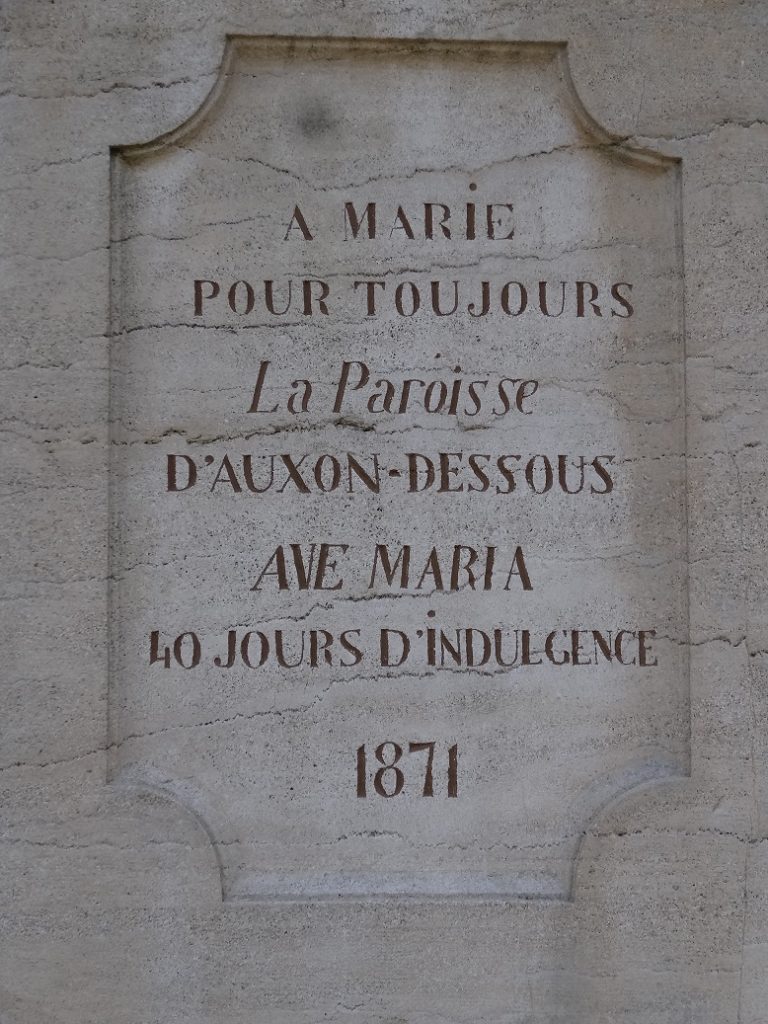 A MARiE
POUR TOUJOURS
La Paroisse
D'AUXON-DESSOUS
AVE MARIA
40 JOURS D'iNDULGENCE
1871